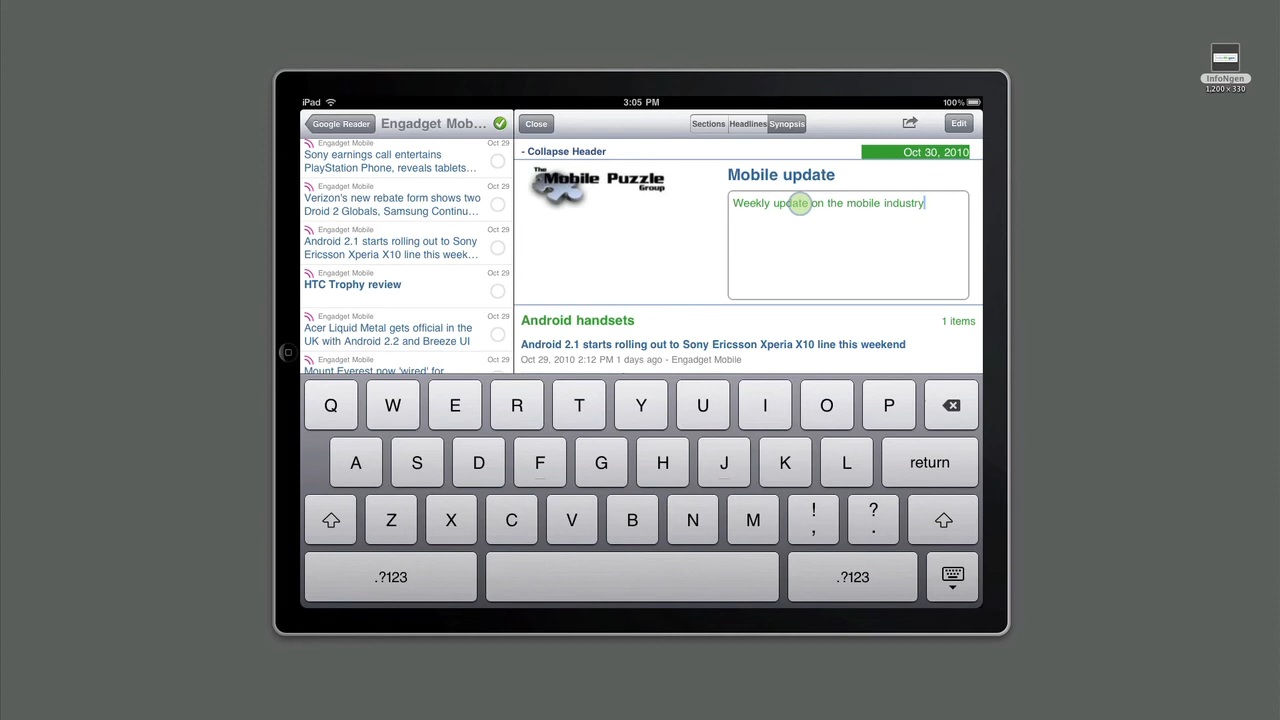 iPad
3:05 PM
100%
Google Reader
Engadget Mob...
Close
Sections
Headlines
Synopsis
Edit
Engadget Mobile
Oct 29
Sony earnings call entertains
PlayStation Phone, reveals tablets...
Engadget Mobile
Oct 29
Verizon's new rebate form shows two
Droid 2 Globals, Samsung Continu...
Engadget Mobile
Oct 29
Android 2.1 starts rolling out to Sony
Ericsson Xperia X10 line this week...
Engadget Mobile
Oct 29
HTC Trophy review
Engadget Mobile
Oct 29
Acer Liquid Metal gets official in the
UK with Android 2.2 and Breeze UI
Engadget Mobile
Oct 29
Mount Everest now 'wired' for
- Collapse Header
Oct 30, 2010
The
Mobile Puzzle
Group
Mobile update
Weekly update on the mobile industry
Android handsets
1 items
Android 2.1 starts rolling out to Sony Ericsson Xperia X10 line this weekend
Oct 29, 2010 2:12 PM 1 days ago - Engadget Mobile
Q W E R T Y U I O P
A S D F G H J K L return
Z X C V B N M ! , ? .
.?123 .?123
InfoNgen
1,200 × 330